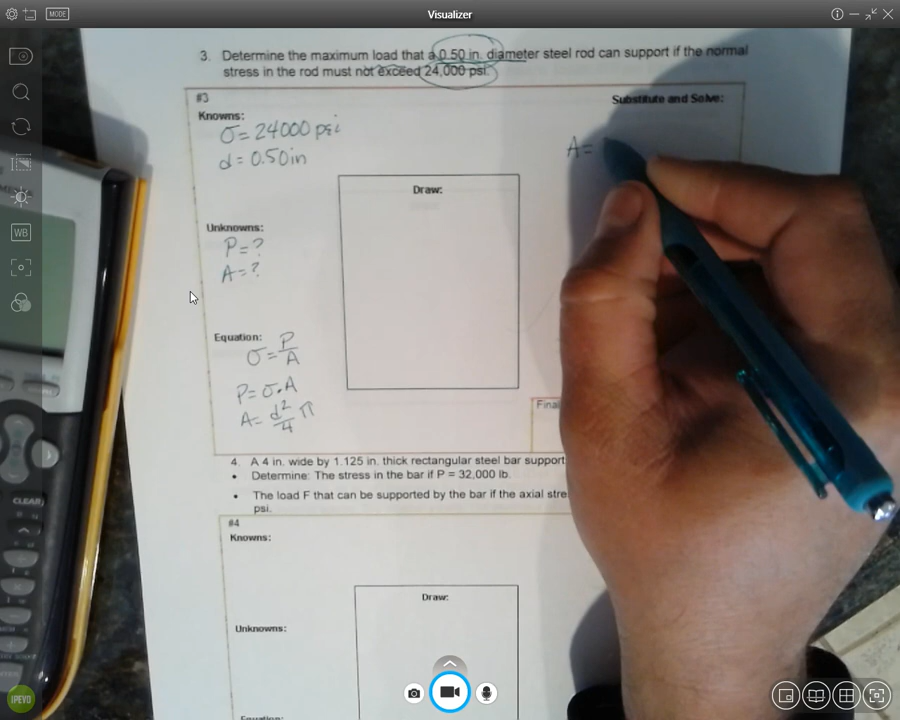 Visualizer
MODE
3. Determine the maximum load that a 0.50 in. diameter steel rod can support if the normal
stress in the rod must not exceed 24,000 psi.
#3
Knowns:
σ = 24000 psi
d = 0.50in
Substitute and Solve:
A =
Draw:
Unknowns:
P = ?
A = ?
Equation:
σ = P/A
P = σ·A
A = d²/4 π
Final
4. A 4 in. wide by 1.125 in. thick rectangular steel bar support
• Determine: The stress in the bar if P = 32,000 lb.
• The load F that can be supported by the bar if the axial stre
psi.
#4
Knowns:
Draw:
Unknowns:
Equation:
CLEAR
WB
IPEVO